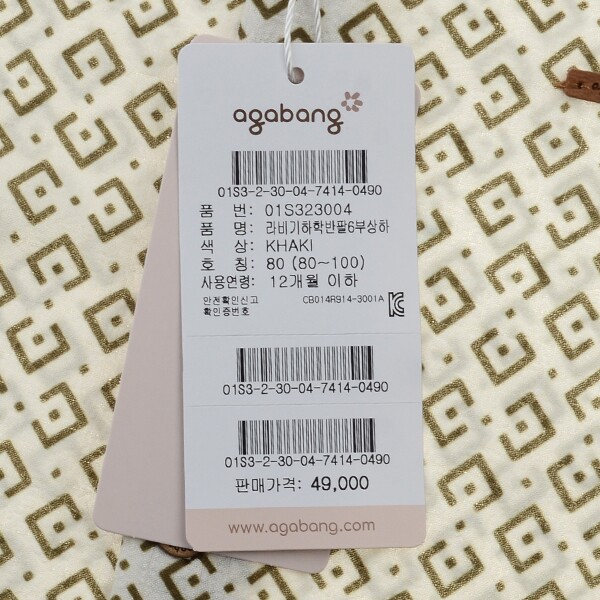 agabang
01S3-2-30-04-7414-0490
품 번: 01S323004
품 명: 라비기하학반팔6부상하
색 상: KHAKI
호 칭: 80 (80~100)
사용연령: 12개월 이하
안전확인신고 CB014R914-3001A
확인증번호
01S3-2-30-04-7414-0490
01S3-2-30-04-7414-0490
판매가격: 49,000
www.agabang.com